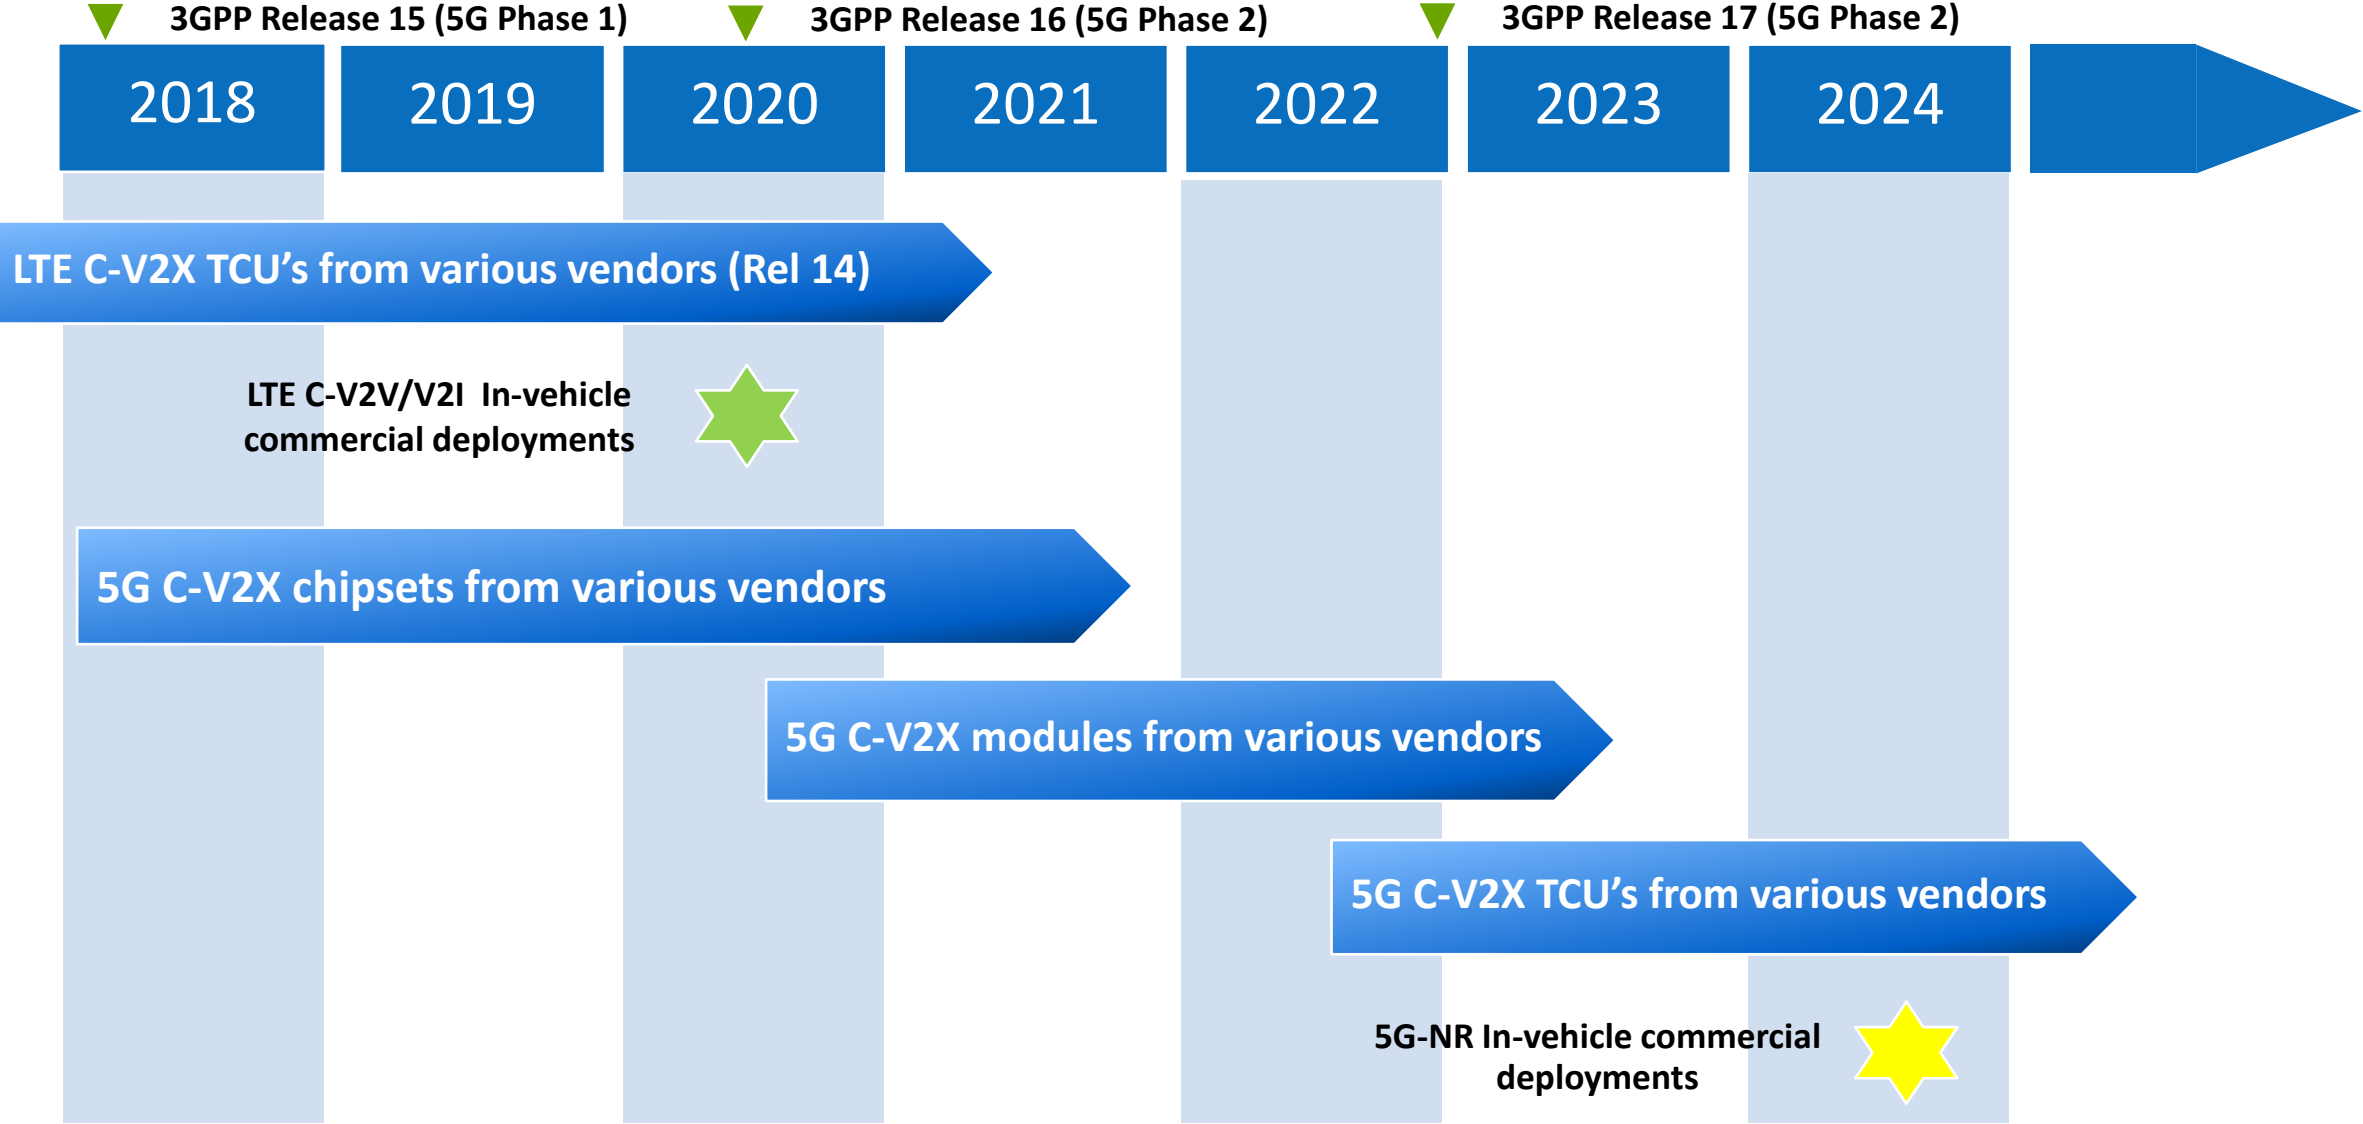 3GPP Release 15 (5G Phase 1)
3GPP Release 16 (5G Phase 2)
3GPP Release 17 (5G Phase 2)
2018
2019
2020
2021
2022
2023
2024
LTE C-V2X TCU’s from various vendors (Rel 14)
LTE C-V2V/V2I In-vehicle
commercial deployments
5G C-V2X chipsets from various vendors
5G C-V2X modules from various vendors
5G C-V2X TCU’s from various vendors
5G-NR In-vehicle commercial
deployments